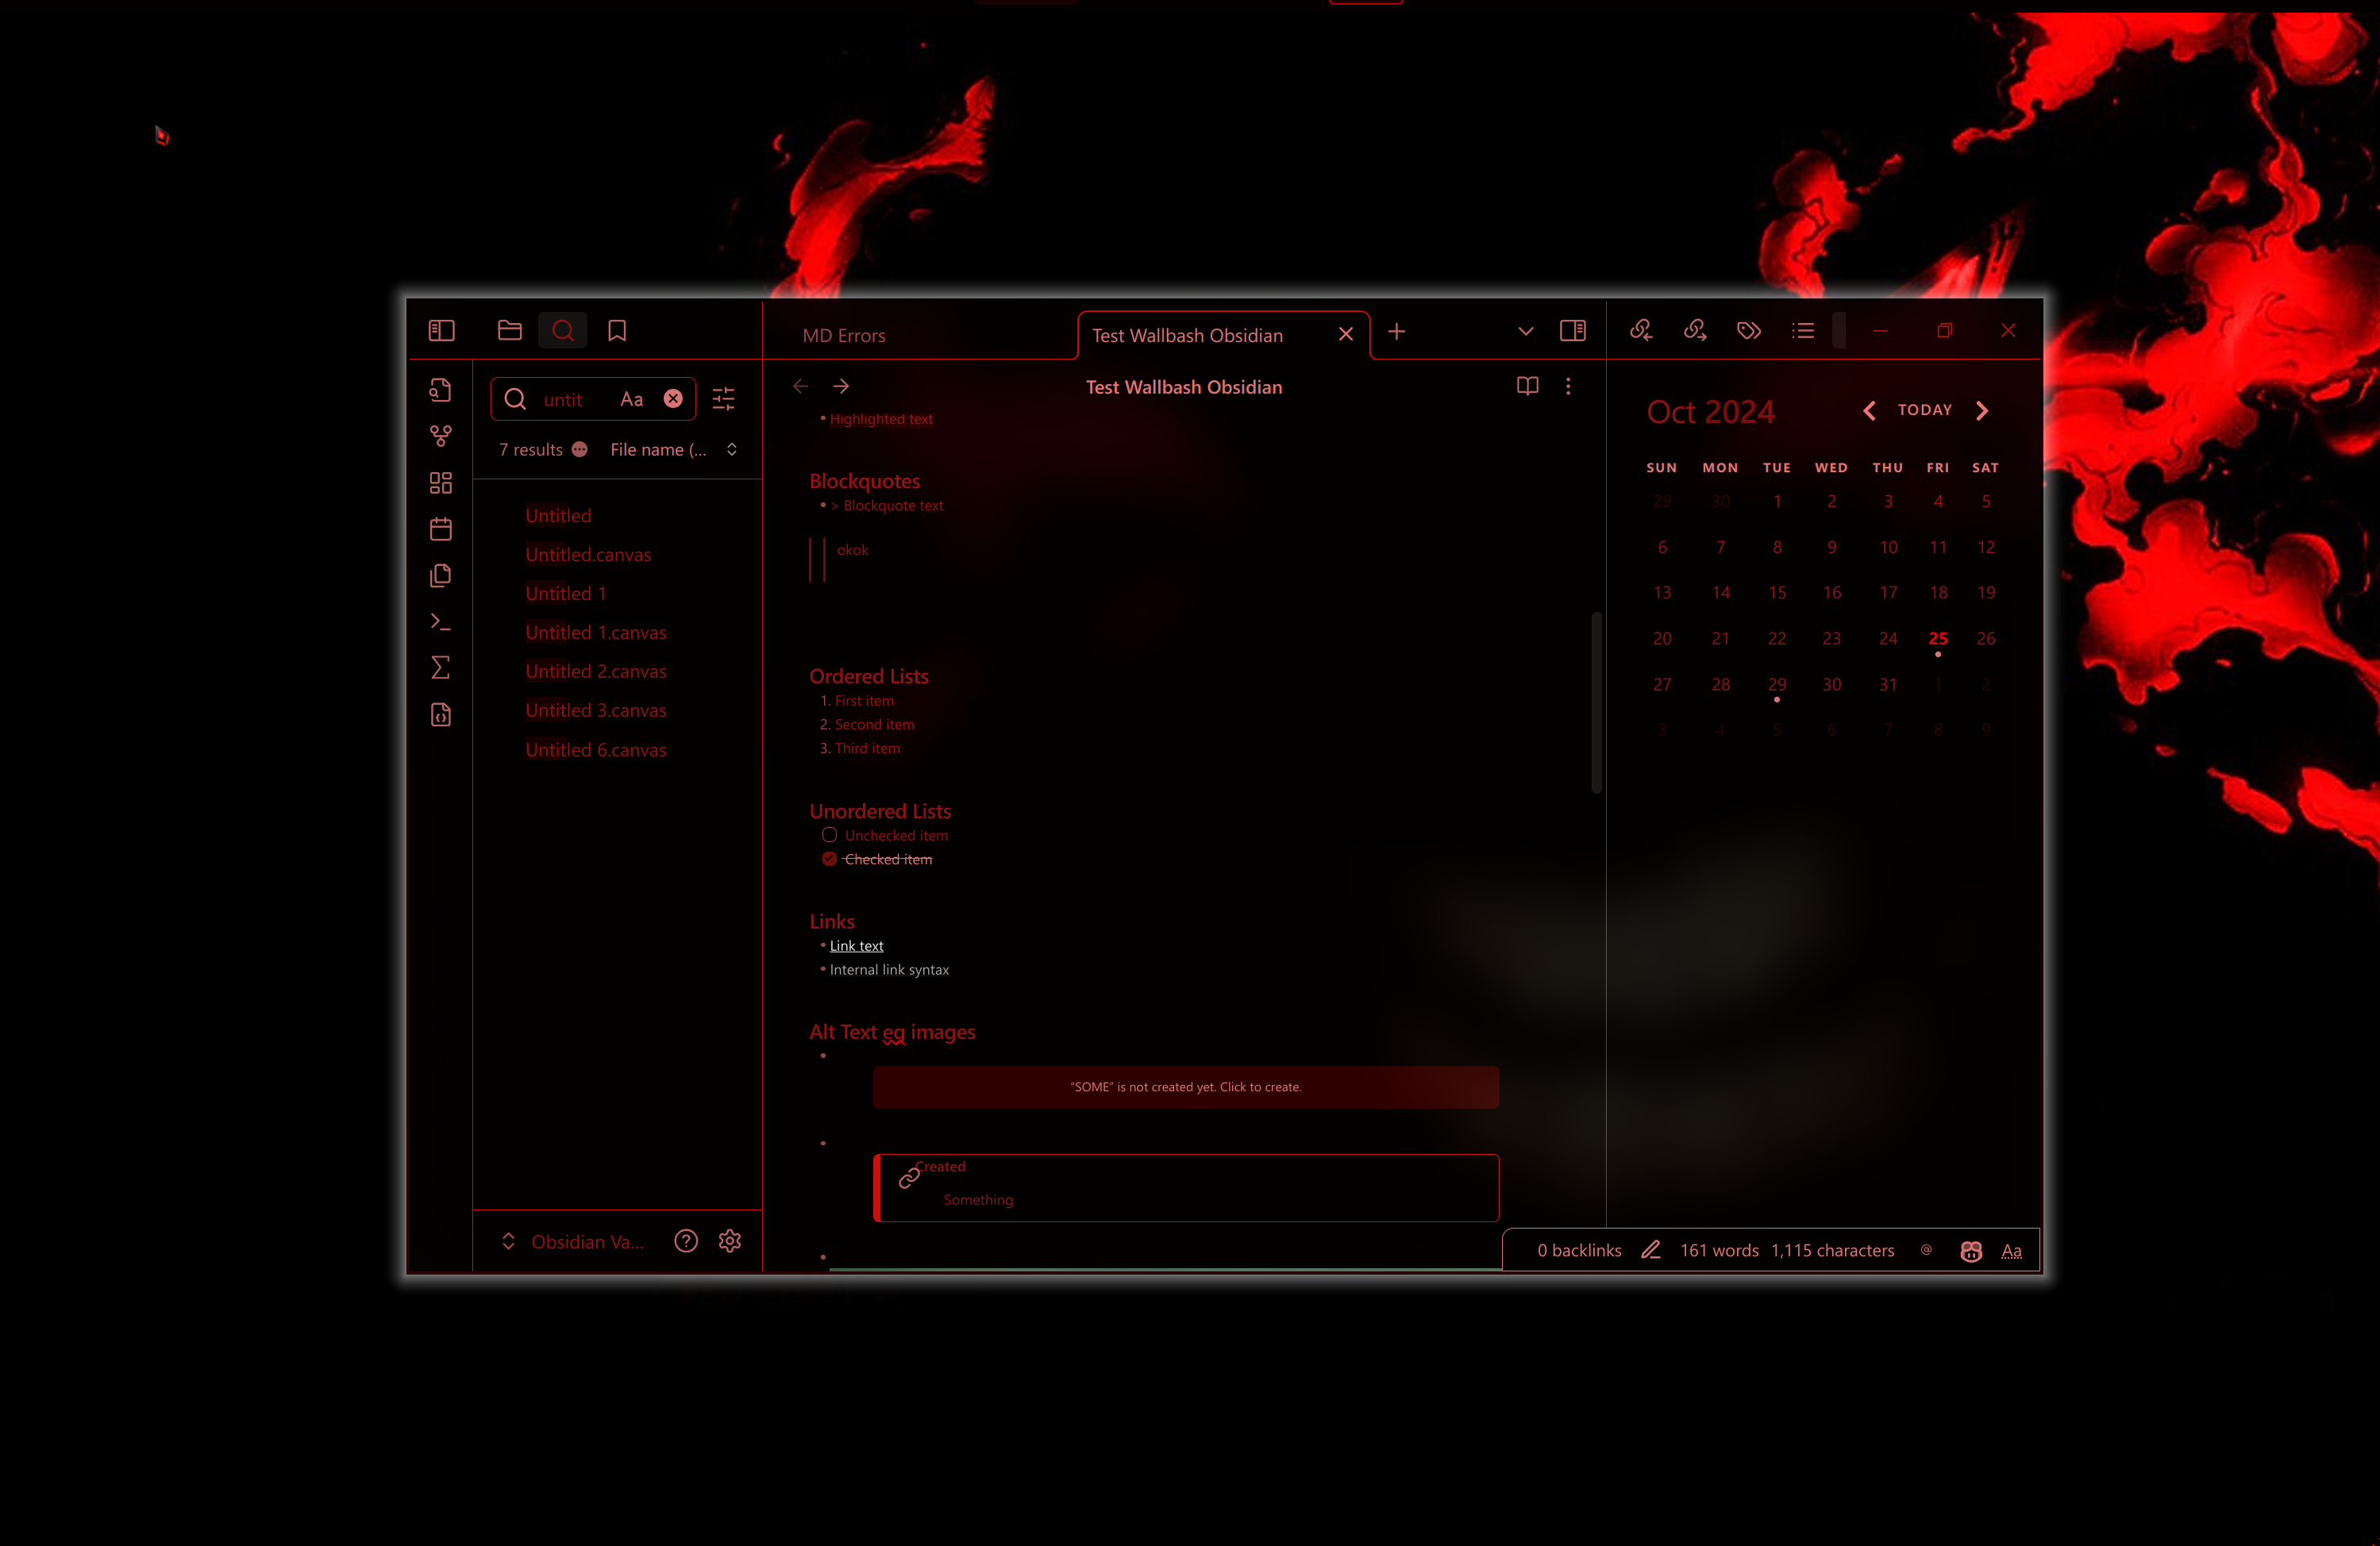 MD Errors
Test Wallbash Obsidian
untit
Aa
7 results
File name (...
Untitled
Untitled.canvas
Untitled 1
Untitled 1.canvas
Untitled 2.canvas
Untitled 3.canvas
Untitled 6.canvas
Obsidian Va...
Test Wallbash Obsidian
• Highlighted text
Blockquotes
• > Blockquote text
okok
Ordered Lists
1. First item
2. Second item
3. Third item
Unordered Lists
Unchecked item
Checked item
Links
• Link text
• Internal link syntax
Alt Text eg images
•
“SOME” is not created yet. Click to create.
•
Created
Something
•
Oct 2024
TODAY
SUN MON TUE WED THU FRI SAT
29 30 1 2 3 4 5
6 7 8 9 10 11 12
13 14 15 16 17 18 19
20 21 22 23 24 25 26
27 28 29 30 31 1 2
3 4 5 6 7 8 9
0 backlinks 161 words 1,115 characters @ Aa